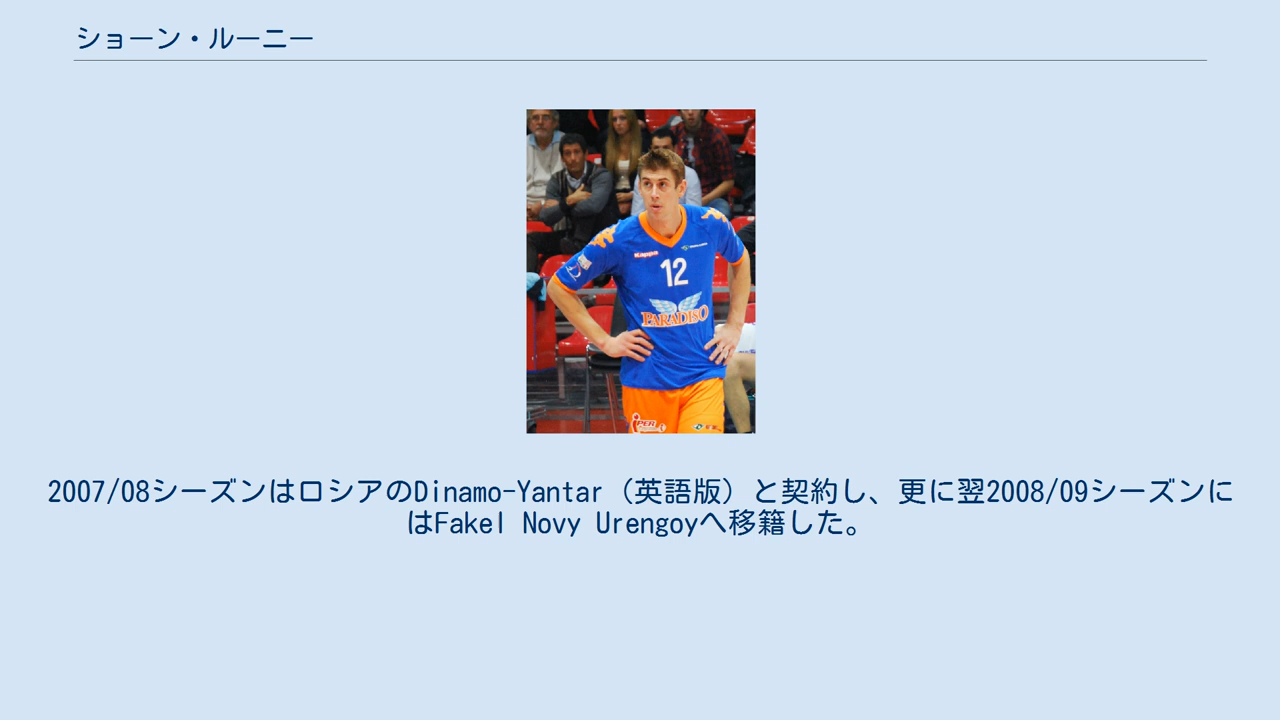 ショーン・ルーニー
Kappa
12
PARADISO
iPER
2007/08シーズンはロシアのDinamo-Yantar（英語版）と契約し、更に翌2008/09シーズンに
はFakel Novy Urengoyへ移籍した。